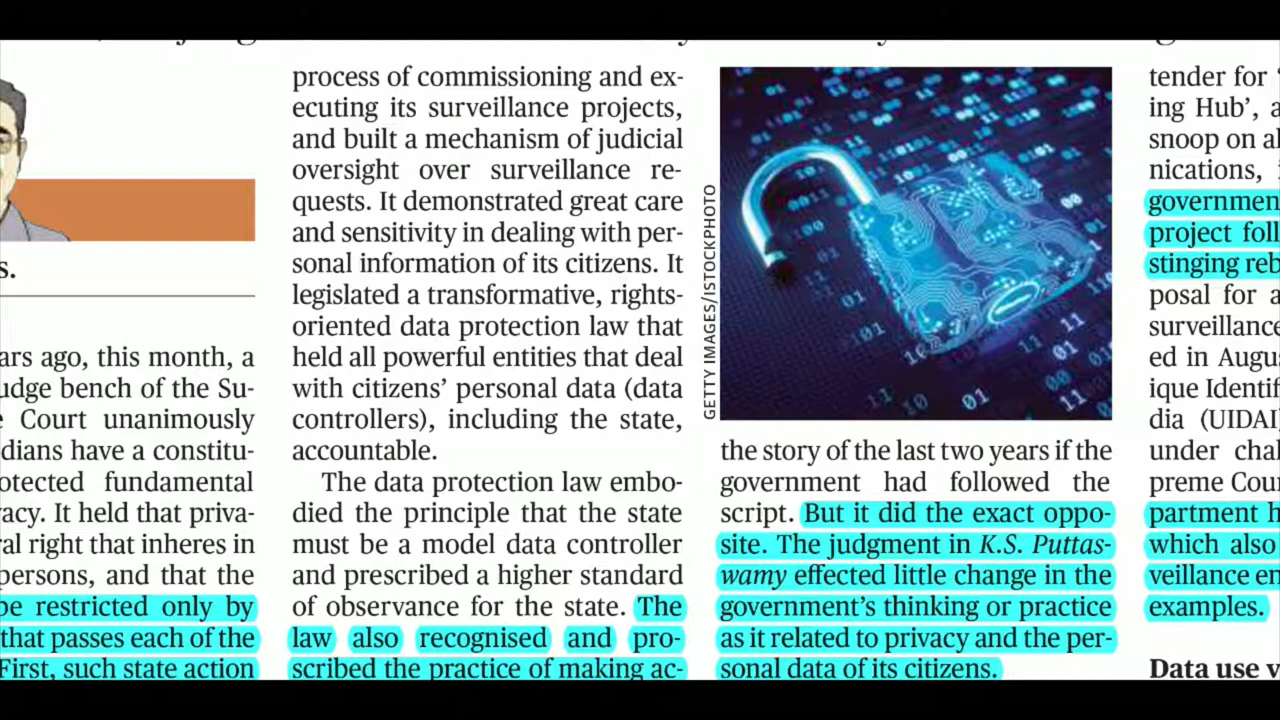 s.
ars ago, this month, a
udge bench of the Su-
e Court unanimously
dians have a constitu-
otected fundamental
acy. It held that priva-
ral right that inheres in
persons, and that the
be restricted only by
that passes each of the
First, such state action
process of commissioning and ex-
ecuting its surveillance projects,
and built a mechanism of judicial
oversight over surveillance re-
quests. It demonstrated great care
and sensitivity in dealing with per-
sonal information of its citizens. It
legislated a transformative, rights-
oriented data protection law that
held all powerful entities that deal
with citizens' personal data (data
controllers), including the state,
accountable.
The data protection law embo-
died the principle that the state
must be a model data controller
and prescribed a higher standard
of observance for the state. The
law also recognised and pro-
scribed the practice of making ac-
GETTY IMAGES/ISTOCKPHOTO
the story of the last two years if the
government had followed the
script. But it did the exact oppo-
site. The judgment in K.S. Puttas-
wamy effected little change in the
government's thinking or practice
as it related to privacy and the per-
sonal data of its citizens.
tender for '
ing Hub', a
snoop on al
nications, i
governmen
project foll
stinging reb
posal for a
surveillance
ed in Augu
ique Identif
dia (UIDAI
under chal
preme Cour
partment h
which also
veillance en
examples.
Data use v